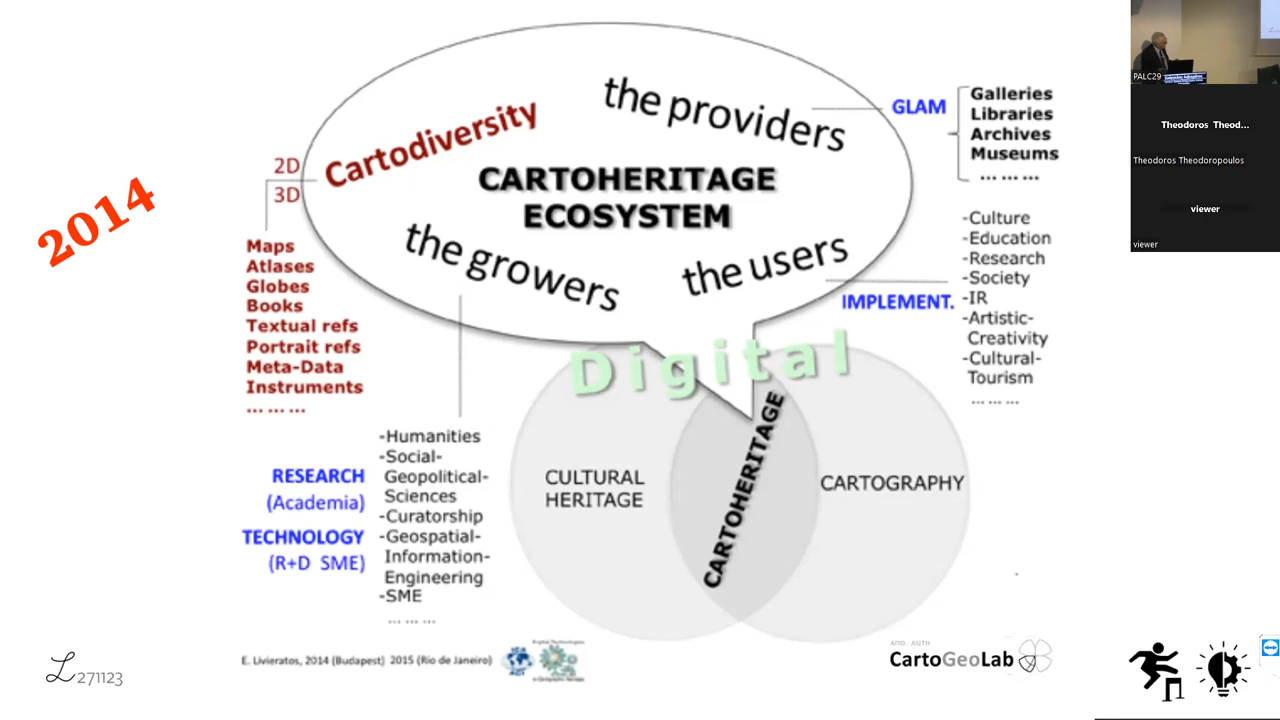 2014
the providers
Cartodiversity
CARTOHERITAGE
ECOSYSTEM
the growers
the users
2D
3D
Maps
Atlases
Globes
Books
Textual refs
Portrait refs
Meta-Data
Instruments
... ... ...
GLAM
Galleries
Libraries
Archives
Museums
... ... ...
IMPLEMENT.
-Culture
-Education
-Research
-Society
-IR
-Artistic-
Creativity
-Cultural-
Tourism
... ... ...
RESEARCH
(Academia)
TECHNOLOGY
(R+D SME)
-Humanities
-Social-
Geopolitical-
Sciences
-Curatorship
-Geospatial-
Information-
Engineering
-SME
... ... ...
Digital
CULTURAL
HERITAGE
CARTOHERITAGE
CARTOGRAPHY
E. Livieratos, 2014 (Budapest) 2015 (Rio de Janeiro)
Digital Technologies
CartoGeoLab
271123
PALC29
Theodoros Theod...
Theodoros Theodoropoulos
viewer
viewer